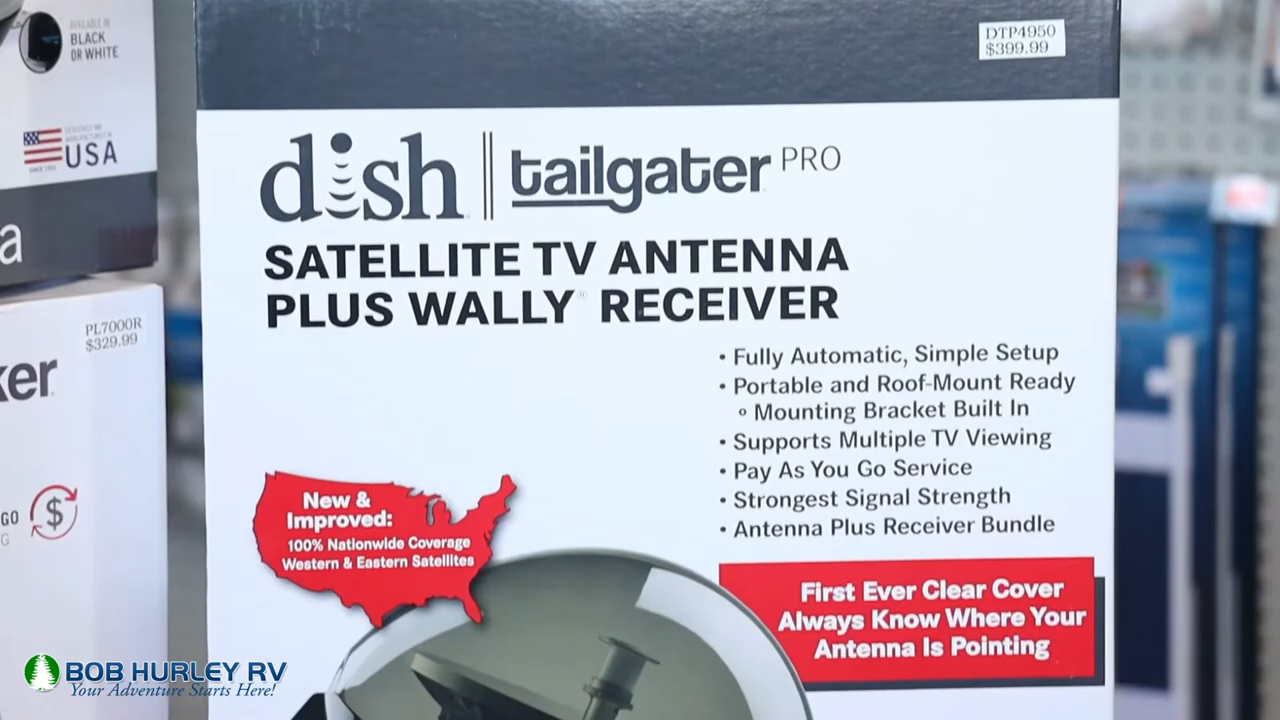 AVAILABLE IN
BLACK
OR WHITE
USA
SINCE 1952
a
PL7000R
$329.99
ker
GO
G
DTP4950
$399.99
dish tailgater PRO
SATELLITE TV ANTENNA
PLUS WALLY® RECEIVER
• Fully Automatic, Simple Setup
• Portable and Roof-Mount Ready
∘ Mounting Bracket Built In
• Supports Multiple TV Viewing
• Pay As You Go Service
• Strongest Signal Strength
• Antenna Plus Receiver Bundle
New &
Improved:
100% Nationwide Coverage
Western & Eastern Satellites
First Ever Clear Cover
Always Know Where Your
Antenna Is Pointing
BOB HURLEY RV
Your Adventure Starts Here!